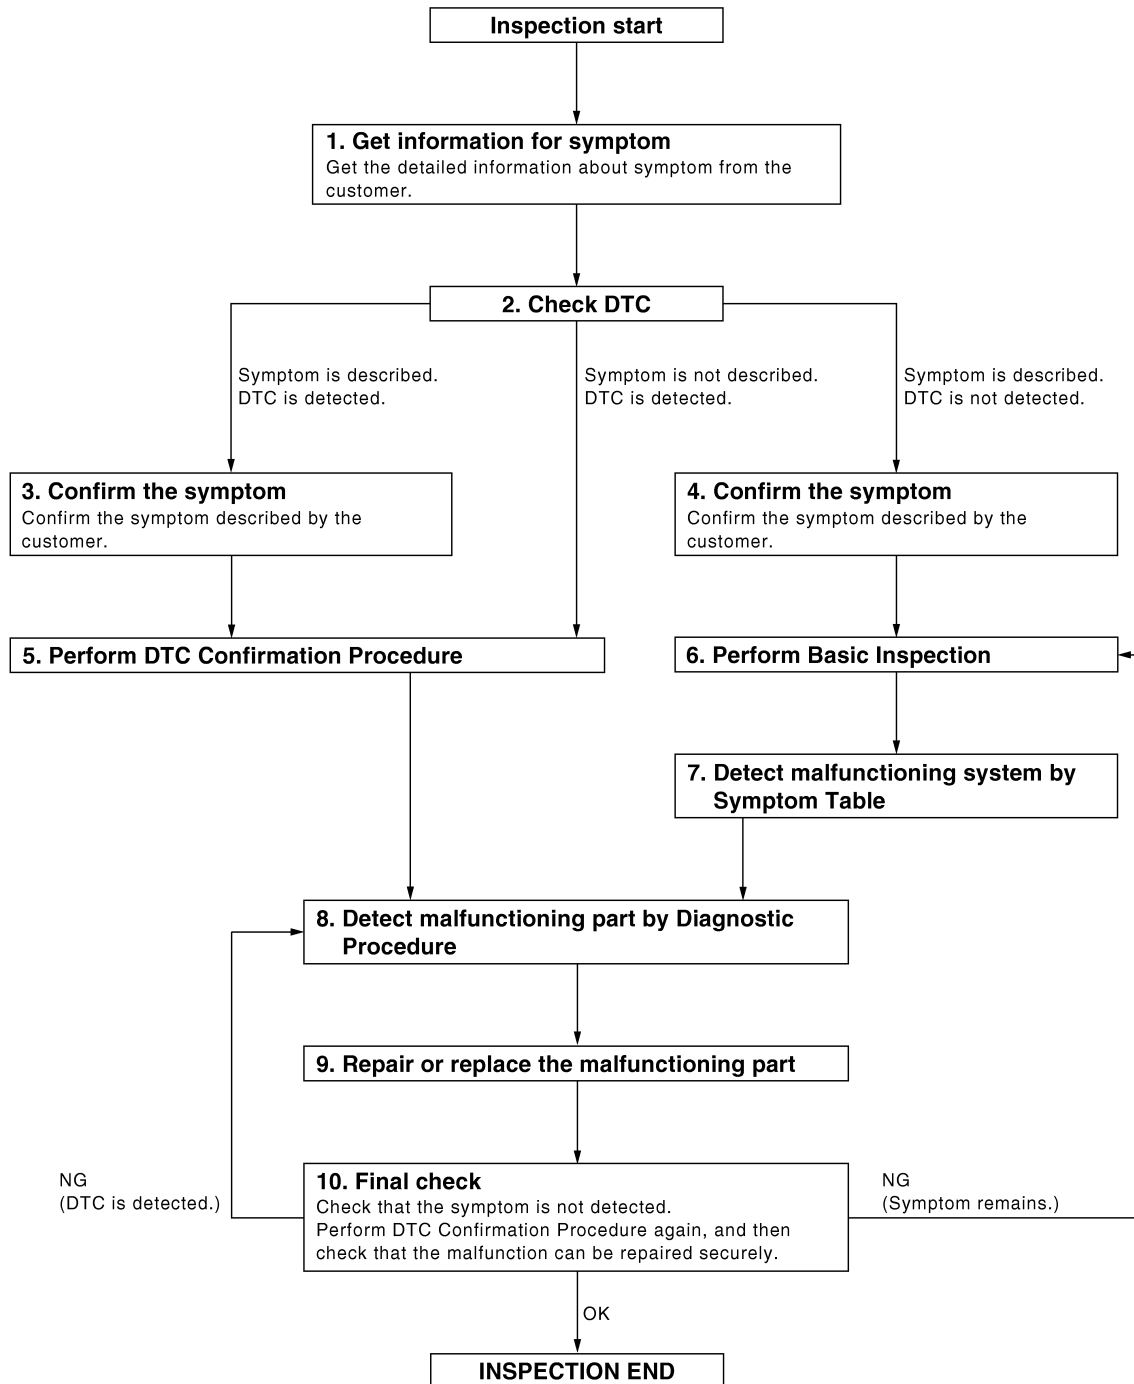 Inspection start
1. Get information for symptom
Get the detailed information about symptom from the
customer.
2. Check DTC
Symptom is described.
DTC is detected.
Symptom is not described.
DTC is detected.
Symptom is described.
DTC is not detected.
3. Confirm the symptom
Confirm the symptom described by the
customer.
4. Confirm the symptom
Confirm the symptom described by the
customer.
5. Perform DTC Confirmation Procedure
6. Perform Basic Inspection
7. Detect malfunctioning system by
Symptom Table
8. Detect malfunctioning part by Diagnostic
Procedure
9. Repair or replace the malfunctioning part
NG
(DTC is detected.)
10. Final check
Check that the symptom is not detected.
Perform DTC Confirmation Procedure again, and then
check that the malfunction can be repaired securely.
NG
(Symptom remains.)
OK
INSPECTION END